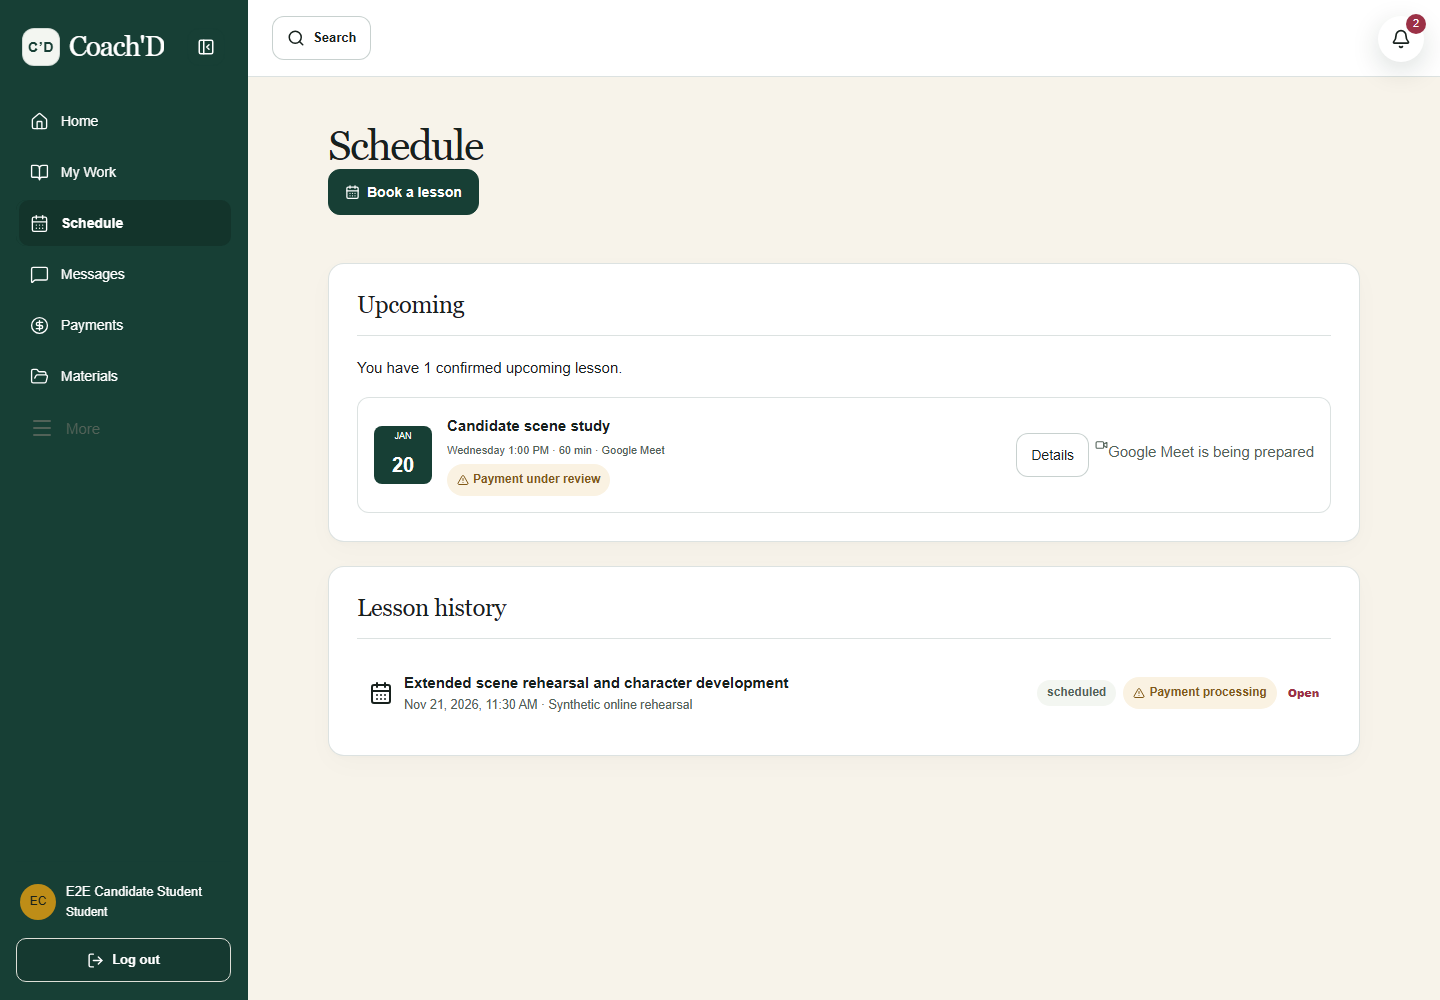 C'D Coach'D
Search
2
Home
My Work
Schedule
Messages
Payments
Materials
More
Schedule
Book a lesson
Upcoming
You have 1 confirmed upcoming lesson.
JAN
20
Candidate scene study
Wednesday 1:00 PM · 60 min · Google Meet
Payment under review
Details
Google Meet is being prepared
Lesson history
Extended scene rehearsal and character development
Nov 21, 2026, 11:30 AM · Synthetic online rehearsal
scheduled
Payment processing
Open
EC
E2E Candidate Student
Student
Log out